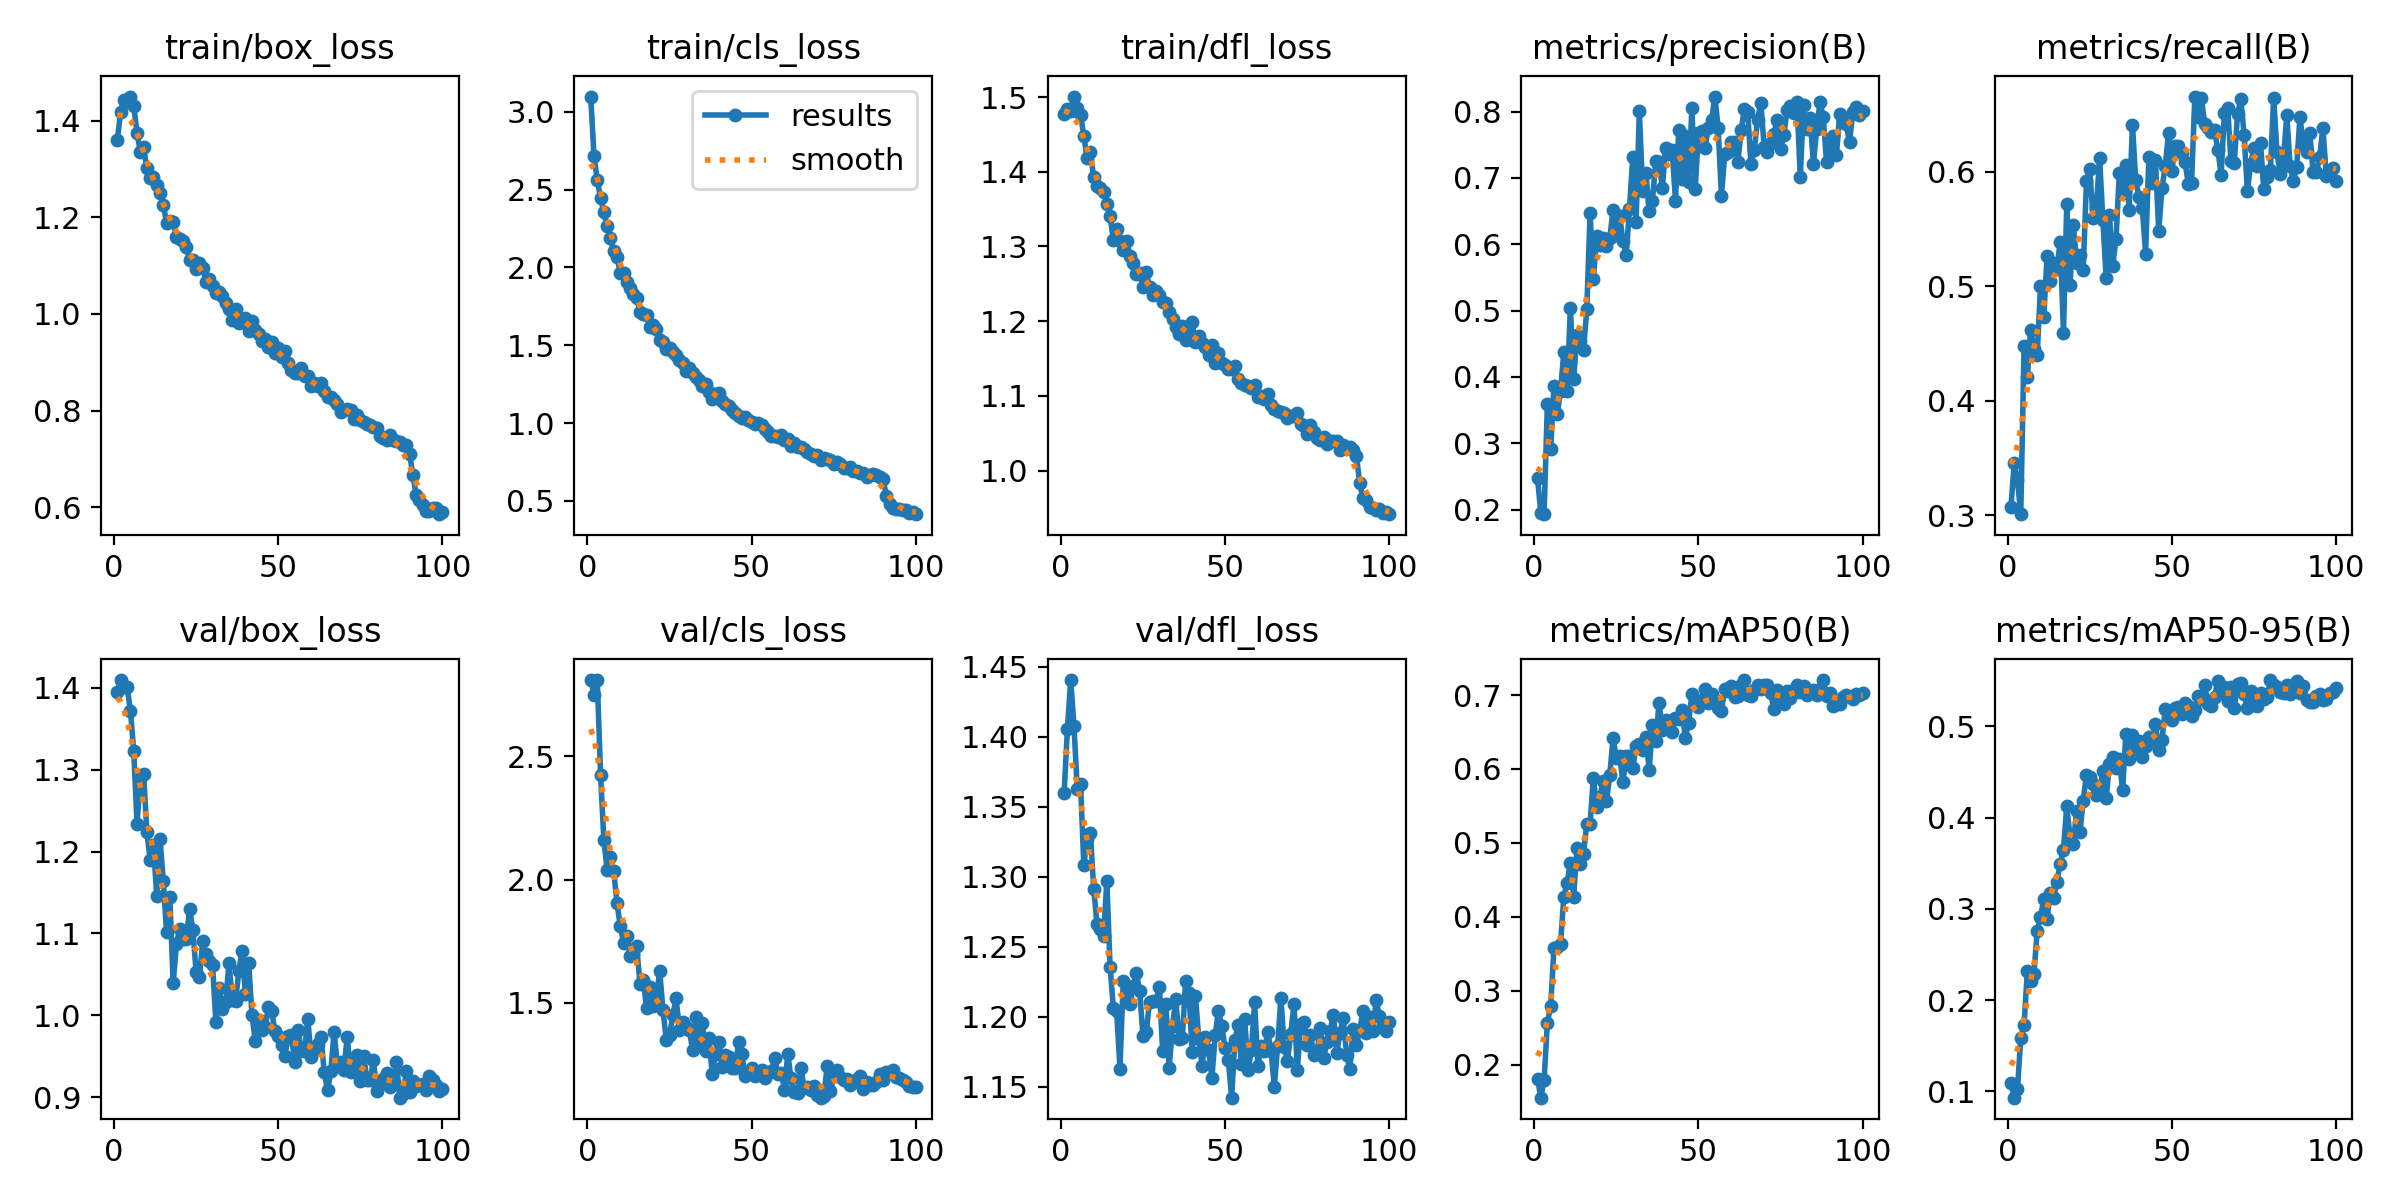 train/box_loss
1.4
1.2
1.0
0.8
0.6
0 50 100
train/cls_loss
results
smooth
3.0
2.5
2.0
1.5
1.0
0.5
0 50 100
train/dfl_loss
1.5
1.4
1.3
1.2
1.1
1.0
0 50 100
metrics/precision(B)
0.8
0.7
0.6
0.5
0.4
0.3
0.2
0 50 100
metrics/recall(B)
0.6
0.5
0.4
0.3
0 50 100
val/box_loss
1.4
1.3
1.2
1.1
1.0
0.9
0 50 100
val/cls_loss
2.5
2.0
1.5
0 50 100
val/dfl_loss
1.45
1.40
1.35
1.30
1.25
1.20
1.15
0 50 100
metrics/mAP50(B)
0.7
0.6
0.5
0.4
0.3
0.2
0 50 100
metrics/mAP50-95(B)
0.5
0.4
0.3
0.2
0.1
0 50 100